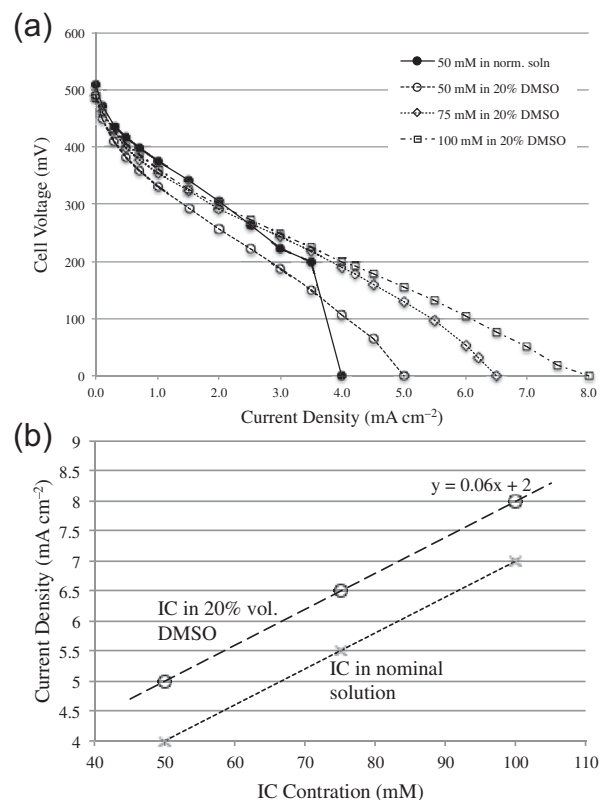 (a)
600
500
400
300
200
100
0
Cell Voltage (mV)
50 mM in norm. soln
50 mM in 20% DMSO
75 mM in 20% DMSO
100 mM in 20% DMSO
0.0 1.0 2.0 3.0 4.0 5.0 6.0 7.0 8.0
Current Density (mA cm⁻²)
(b)
9
8.5
8
7.5
7
6.5
6
5.5
5
4.5
4
Current Density (mA cm⁻²)
y = 0.06x + 2
IC in 20% vol.
DMSO
IC in nominal
solution
40 50 60 70 80 90 100 110
IC Contration (mM)